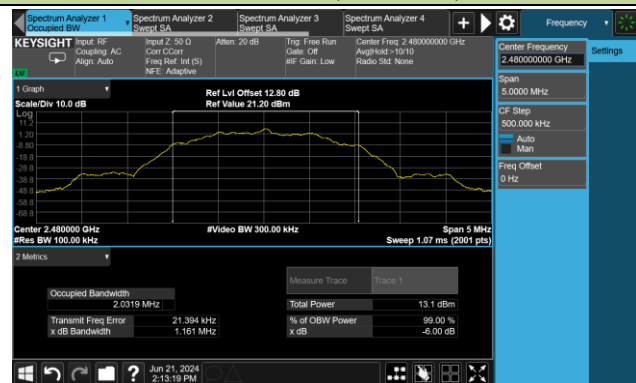 Spectrum Analyzer 1
Occupied BW
Spectrum Analyzer 2
Swept SA
Spectrum Analyzer 3
Swept SA
Spectrum Analyzer 4
Swept SA
Frequency
KEYSIGHT
Input: RF
Coupling: AC
Align: Auto
Input Z: 50 Ω
Corr CCorr
Freq Ref: Int (S)
NFE: Adaptive
Atten: 20 dB
Trig: Free Run
Gate: Off
#IF Gain: Low
Center Freq: 2.480000000 GHz
Avg|Hold:>10/10
Radio Std: None
Center Frequency
2.480000000 GHz
Settings
Span
5.0000 MHz
CF Step
500.000 kHz
Auto
Man
Freq Offset
0 Hz
1 Graph
Scale/Div 10.0 dB
Ref Lvl Offset 12.80 dB
Ref Value 21.20 dBm
Log
11.2
1.20
-8.80
-18.8
-28.8
-38.8
-48.8
-58.8
-68.8
Center 2.480000 GHz
#Res BW 100.00 kHz
#Video BW 300.00 kHz
Span 5 MHz
Sweep 1.07 ms (2001 pts)
2 Metrics
Measure Trace
Trace 1
Occupied Bandwidth
2.0319 MHz
Total Power
13.1 dBm
Transmit Freq Error
21.394 kHz
% of OBW Power
99.00 %
x dB Bandwidth
1.161 MHz
x dB
-6.00 dB
Jun 21, 2024
2:13:19 PM